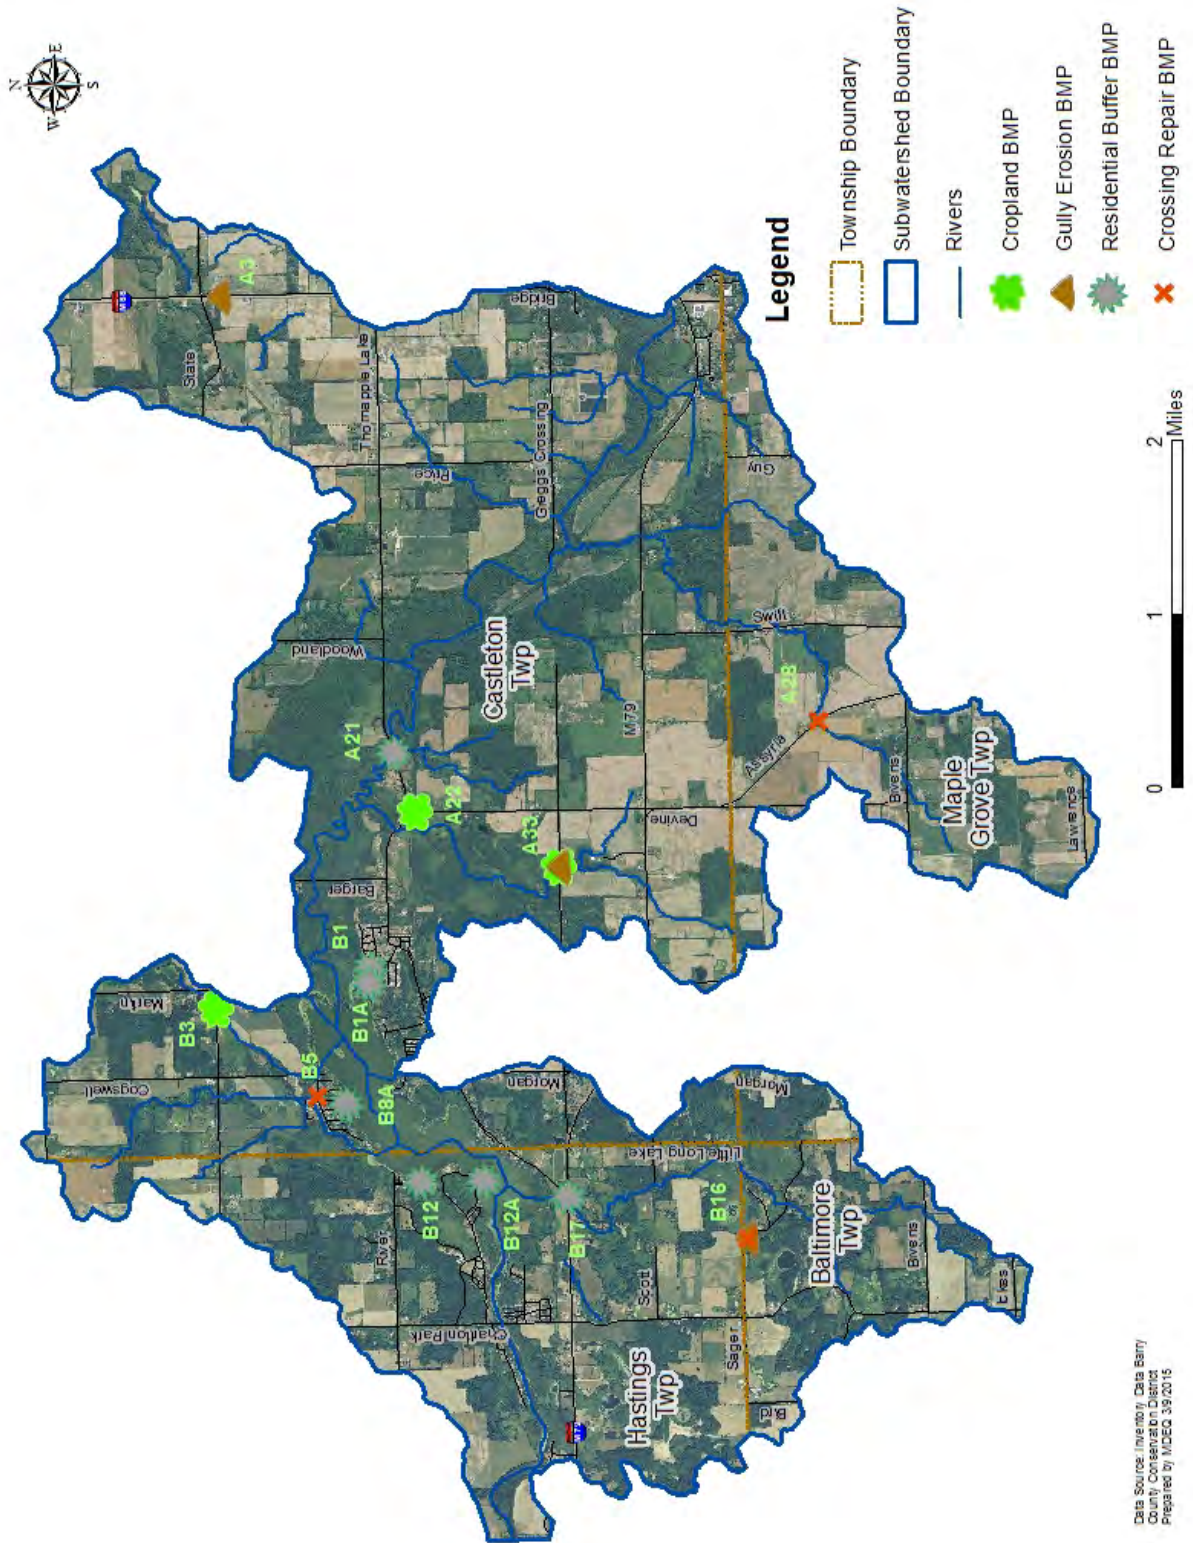 N
W
E
S
State
A3
Bridge
Thornapple Lake
Price
Greggs Crossing
Guy
Woodland
Castleton
Twp
A21
A22
A33
M79
Swift
A28
Assyria
Devine
Bivens
Maple
Grove Twp
Lawrence
Barger
B1
B1A
Markn
B3
B5
Cogswell
B8A
Morgan
Morgan
Little Long Lake
B12
B12A
B17
B16
River
Charlton Park
Scott
Sager
Baltimore
Twp
Bivens
Hastings
Twp
Bird
Legend
Township Boundary
Subwatershed Boundary
Rivers
Cropland BMP
Gully Erosion BMP
Residential Buffer BMP
Crossing Repair BMP
0 1 2
Miles
Data Source: Inventory Data Barry
County Conservation District
Prepared by MDEQ 3/9/2015